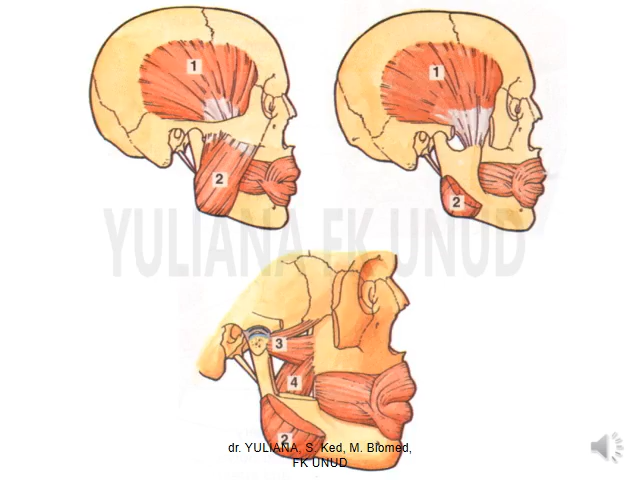 1
1
2
2
YULIANA FK UNUD
3
4
2
dr. YULIANA, S. Ked, M. Biomed,
FK UNUD